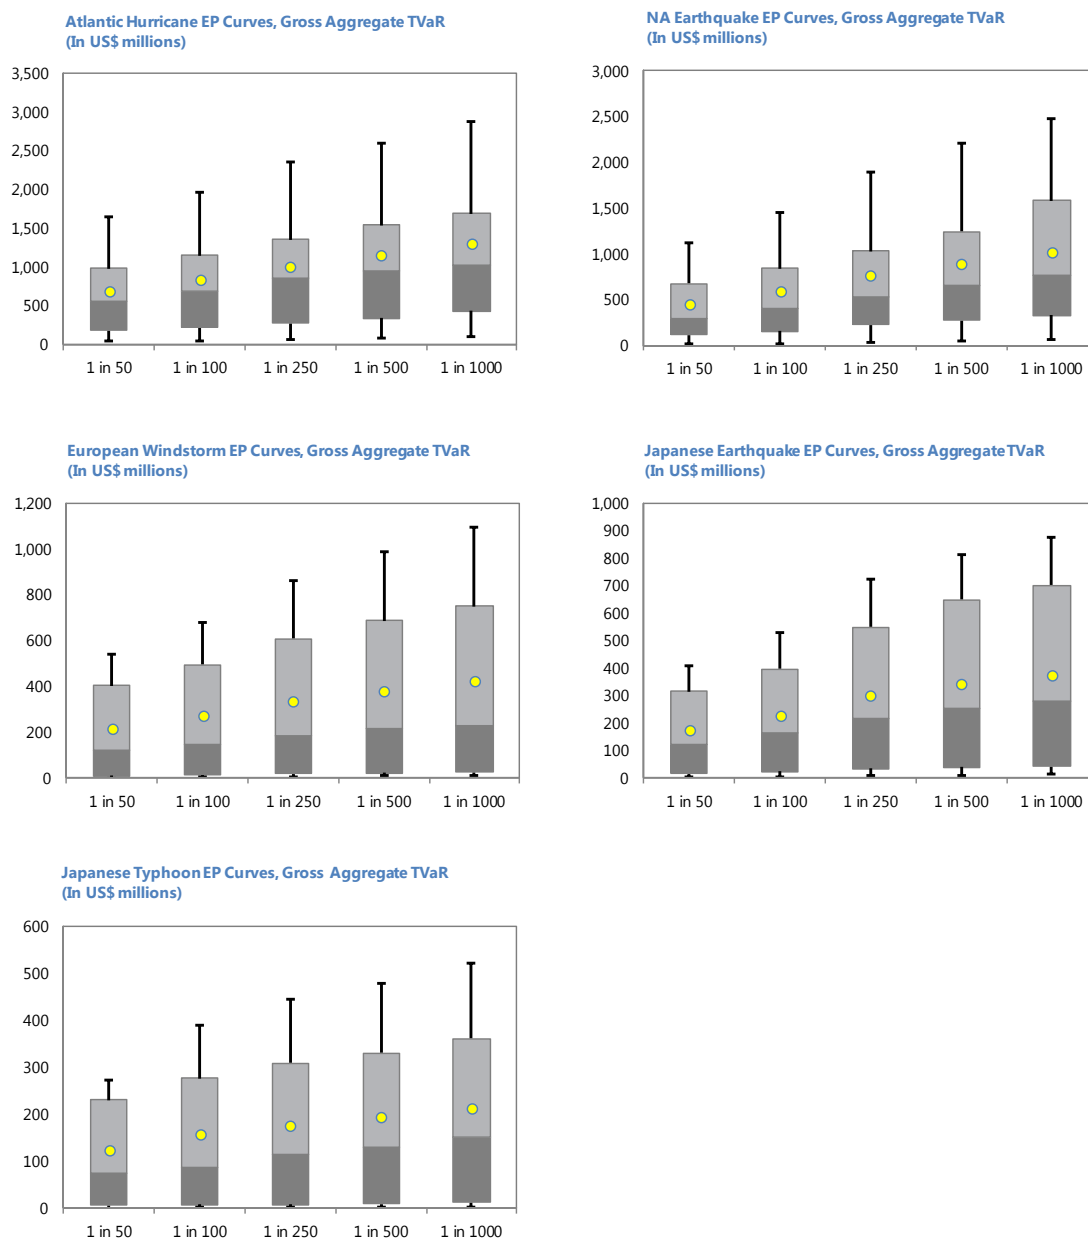 Atlantic Hurricane EP Curves, Gross Aggregate TVaR
(In US$ millions)
3,500
3,000
2,500
2,000
1,500
1,000
500
0
1 in 50 1 in 100 1 in 250 1 in 500 1 in 1000
NA Earthquake EP Curves, Gross Aggregate TVaR
(In US$ millions)
3,000
2,500
2,000
1,500
1,000
500
0
1 in 50 1 in 100 1 in 250 1 in 500 1 in 1000
European Windstorm EP Curves, Gross Aggregate TVaR
(In US$ millions)
1,200
1,000
800
600
400
200
0
1 in 50 1 in 100 1 in 250 1 in 500 1 in 1000
Japanese Earthquake EP Curves, Gross Aggregate TVaR
(In US$ millions)
1,000
900
800
700
600
500
400
300
200
100
0
1 in 50 1 in 100 1 in 250 1 in 500 1 in 1000
Japanese Typhoon EP Curves, Gross Aggregate TVaR
(In US$ millions)
600
500
400
300
200
100
0
1 in 50 1 in 100 1 in 250 1 in 500 1 in 1000